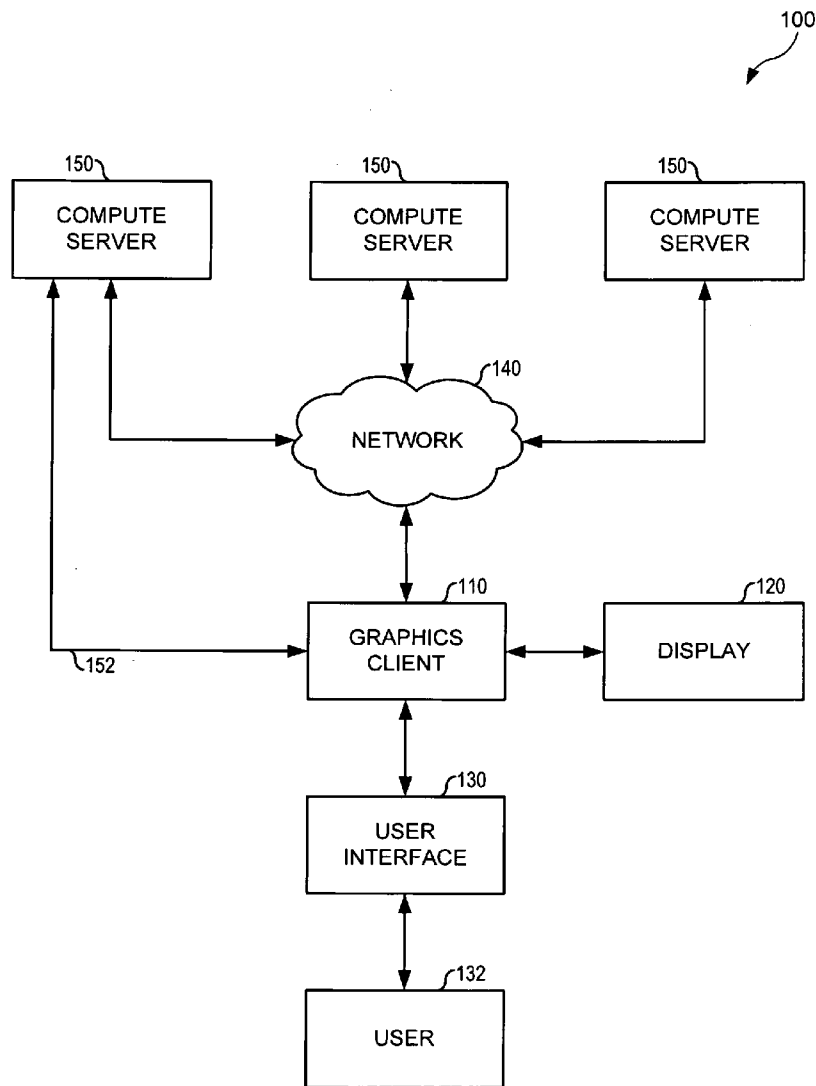 100
150
150
150
COMPUTE
SERVER
COMPUTE
SERVER
COMPUTE
SERVER
140
NETWORK
110
120
GRAPHICS
CLIENT
DISPLAY
152
130
USER
INTERFACE
132
USER